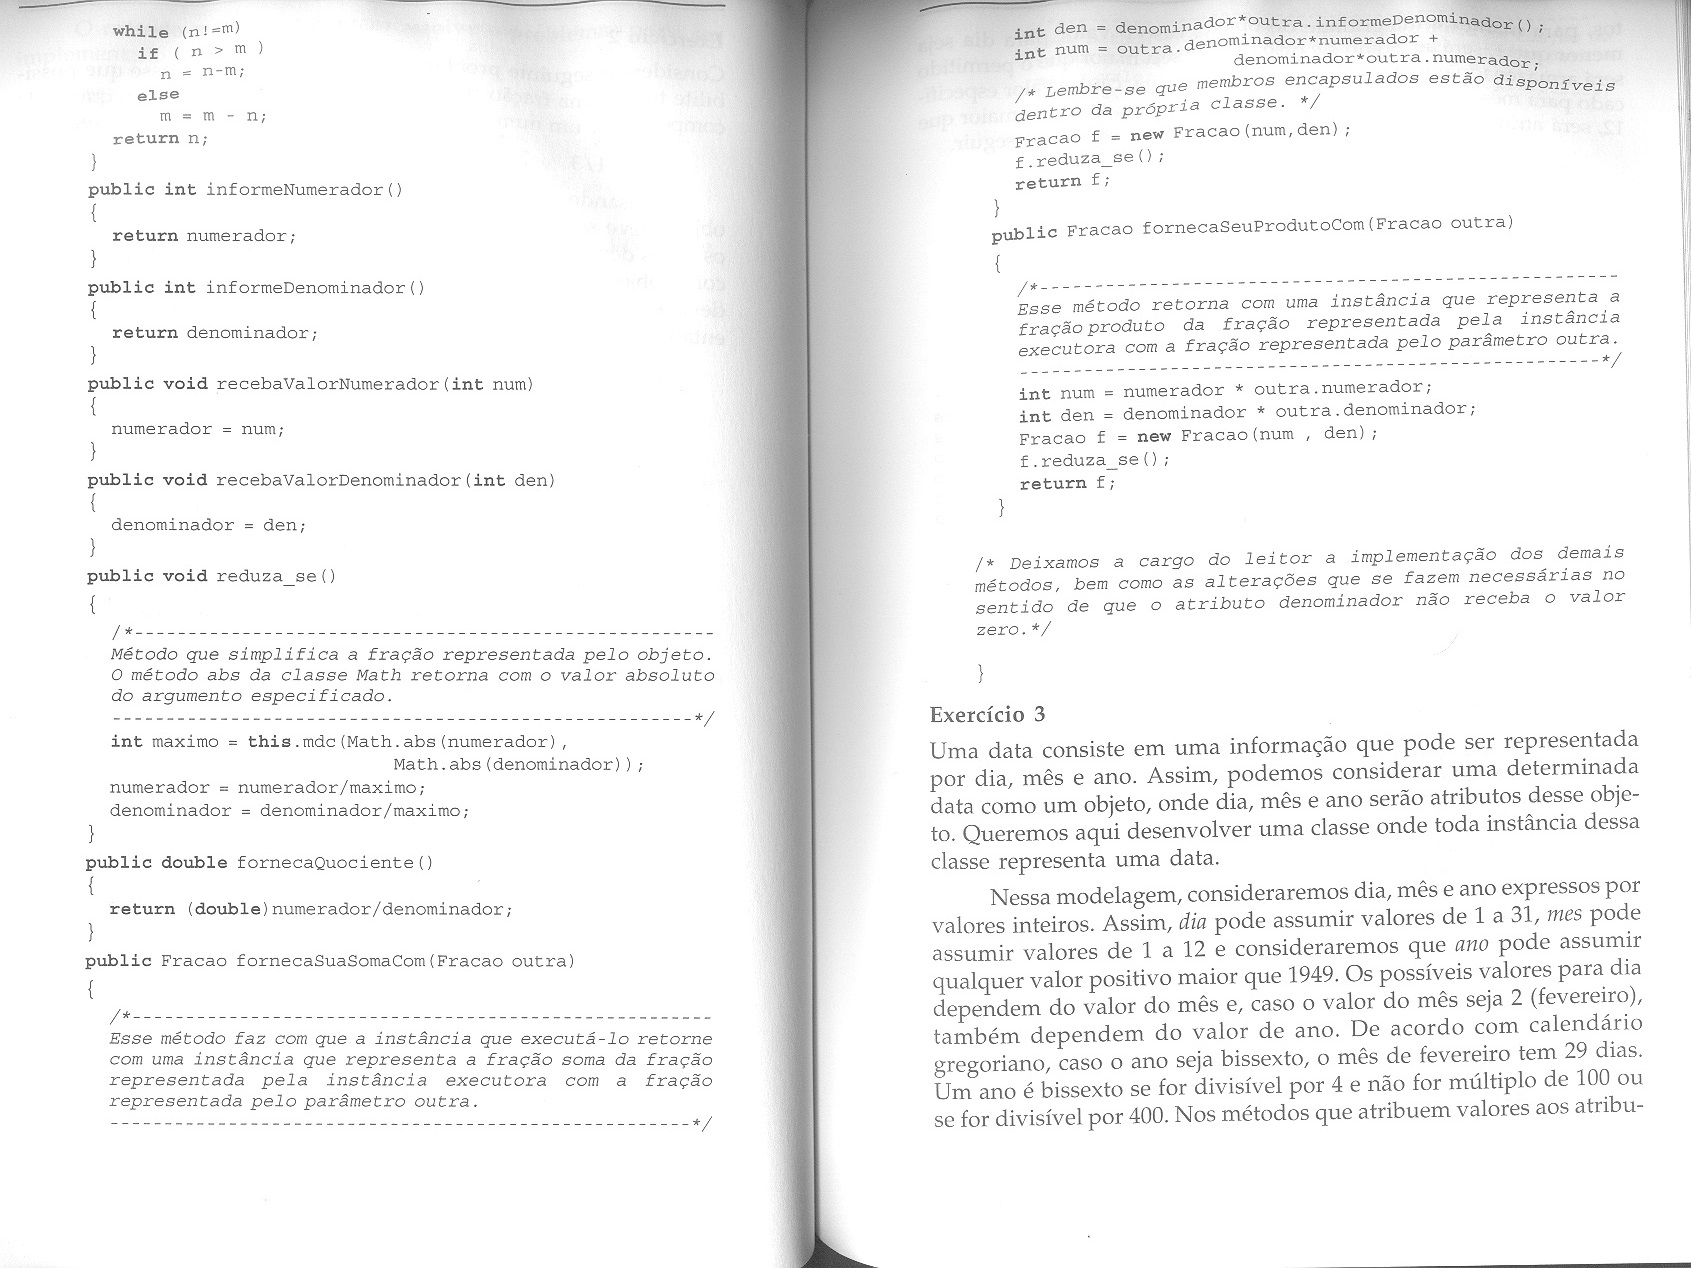 while (n!=m)
if ( n > m )
n = n-m;
else
m = m - n;
return n;
}
public int informeNumerador()
{
return numerador;
}
public int informeDenominador()
{
return denominador;
}
public void recebaValorNumerador(int num)
{
numerador = num;
}
public void recebaValorDenominador(int den)
{
denominador = den;
}
public void reduza_se()
{
/*------------------------------------------------------
Método que simplifica a fração representada pelo objeto.
O método abs da classe Math retorna com o valor absoluto
do argumento especificado.
------------------------------------------------------*/
int maximo = this.mdc(Math.abs(numerador),
Math.abs(denominador));
numerador = numerador/maximo;
denominador = denominador/maximo;
}
public double fornecaQuociente()
{
return (double)numerador/denominador;
}
public Fracao fornecaSuaSomaCom(Fracao outra)
{
/*------------------------------------------------------
Esse método faz com que a instância que executá-lo retorne
com uma instância que representa a fração soma da fração
representada pela instância executora com a fração
representada pelo parâmetro outra.
------------------------------------------------------*/
int den = denominador*outra.informeDenominador();
int num = outra.denominador*numerador +
denominador*outra.numerador;
/* Lembre-se que membros encapsulados estão disponíveis
dentro da própria classe. */
Fracao f = new Fracao(num,den);
f.reduza_se();
return f;
}
public Fracao fornecaSeuProdutoCom(Fracao outra)
{
/*------------------------------------------------------
Esse método retorna com uma instância que representa a
fração produto da fração representada pela instância
executora com a fração representada pelo parâmetro outra.
------------------------------------------------------*/
int num = numerador * outra.numerador;
int den = denominador * outra.denominador;
Fracao f = new Fracao(num , den);
f.reduza_se();
return f;
}
/* Deixamos a cargo do leitor a implementação dos demais
métodos, bem como as alterações que se fazem necessárias no
sentido de que o atributo denominador não receba o valor
zero.*/
}
Exercício 3
Uma data consiste em uma informação que pode ser representada
por dia, mês e ano. Assim, podemos considerar uma determinada
data como um objeto, onde dia, mês e ano serão atributos desse obje-
to. Queremos aqui desenvolver uma classe onde toda instância dessa
classe representa uma data.
Nessa modelagem, consideraremos dia, mês e ano expressos por
valores inteiros. Assim, dia pode assumir valores de 1 a 31, mes pode
assumir valores de 1 a 12 e consideraremos que ano pode assumir
qualquer valor positivo maior que 1949. Os possíveis valores para dia
dependem do valor do mês e, caso o valor do mês seja 2 (fevereiro),
também dependem do valor de ano. De acordo com calendário
gregoriano, caso o ano seja bissexto, o mês de fevereiro tem 29 dias.
Um ano é bissexto se for divisível por 4 e não for múltiplo de 100 ou
se for divisível por 400. Nos métodos que atribuem valores aos atribu-